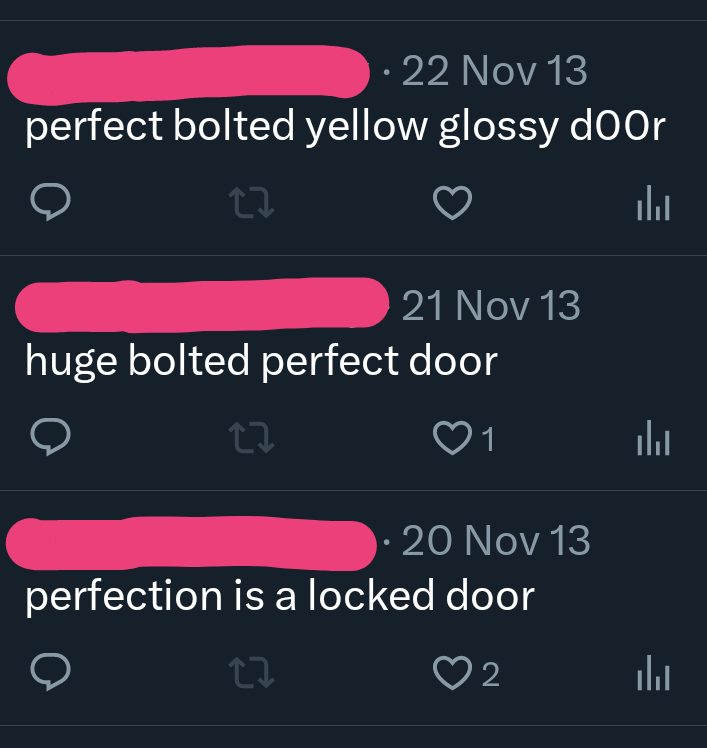 · 22 Nov 13
perfect bolted yellow glossy d00r
21 Nov 13
huge bolted perfect door
1
· 20 Nov 13
perfection is a locked door
2